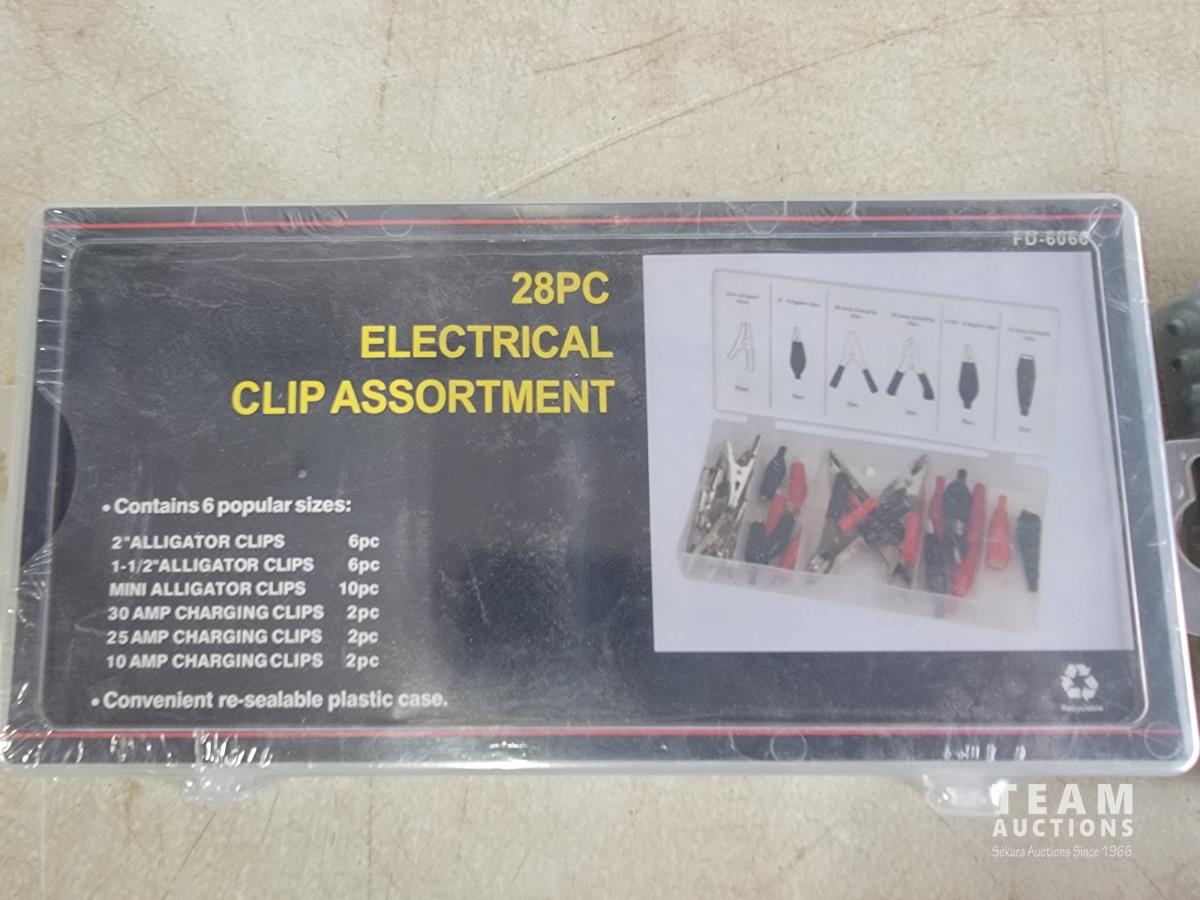 FD-6066
28PC
ELECTRICAL
CLIP ASSORTMENT
• Contains 6 popular sizes:
2" ALLIGATOR CLIPS 6pc
1-1/2" ALLIGATOR CLIPS 6pc
MINI ALLIGATOR CLIPS 10pc
30 AMP CHARGING CLIPS 2pc
25 AMP CHARGING CLIPS 2pc
10 AMP CHARGING CLIPS 2pc
• Convenient re-sealable plastic case.
Recyclable
TEAM
AUCTIONS
Sekura Auctions Since 1966